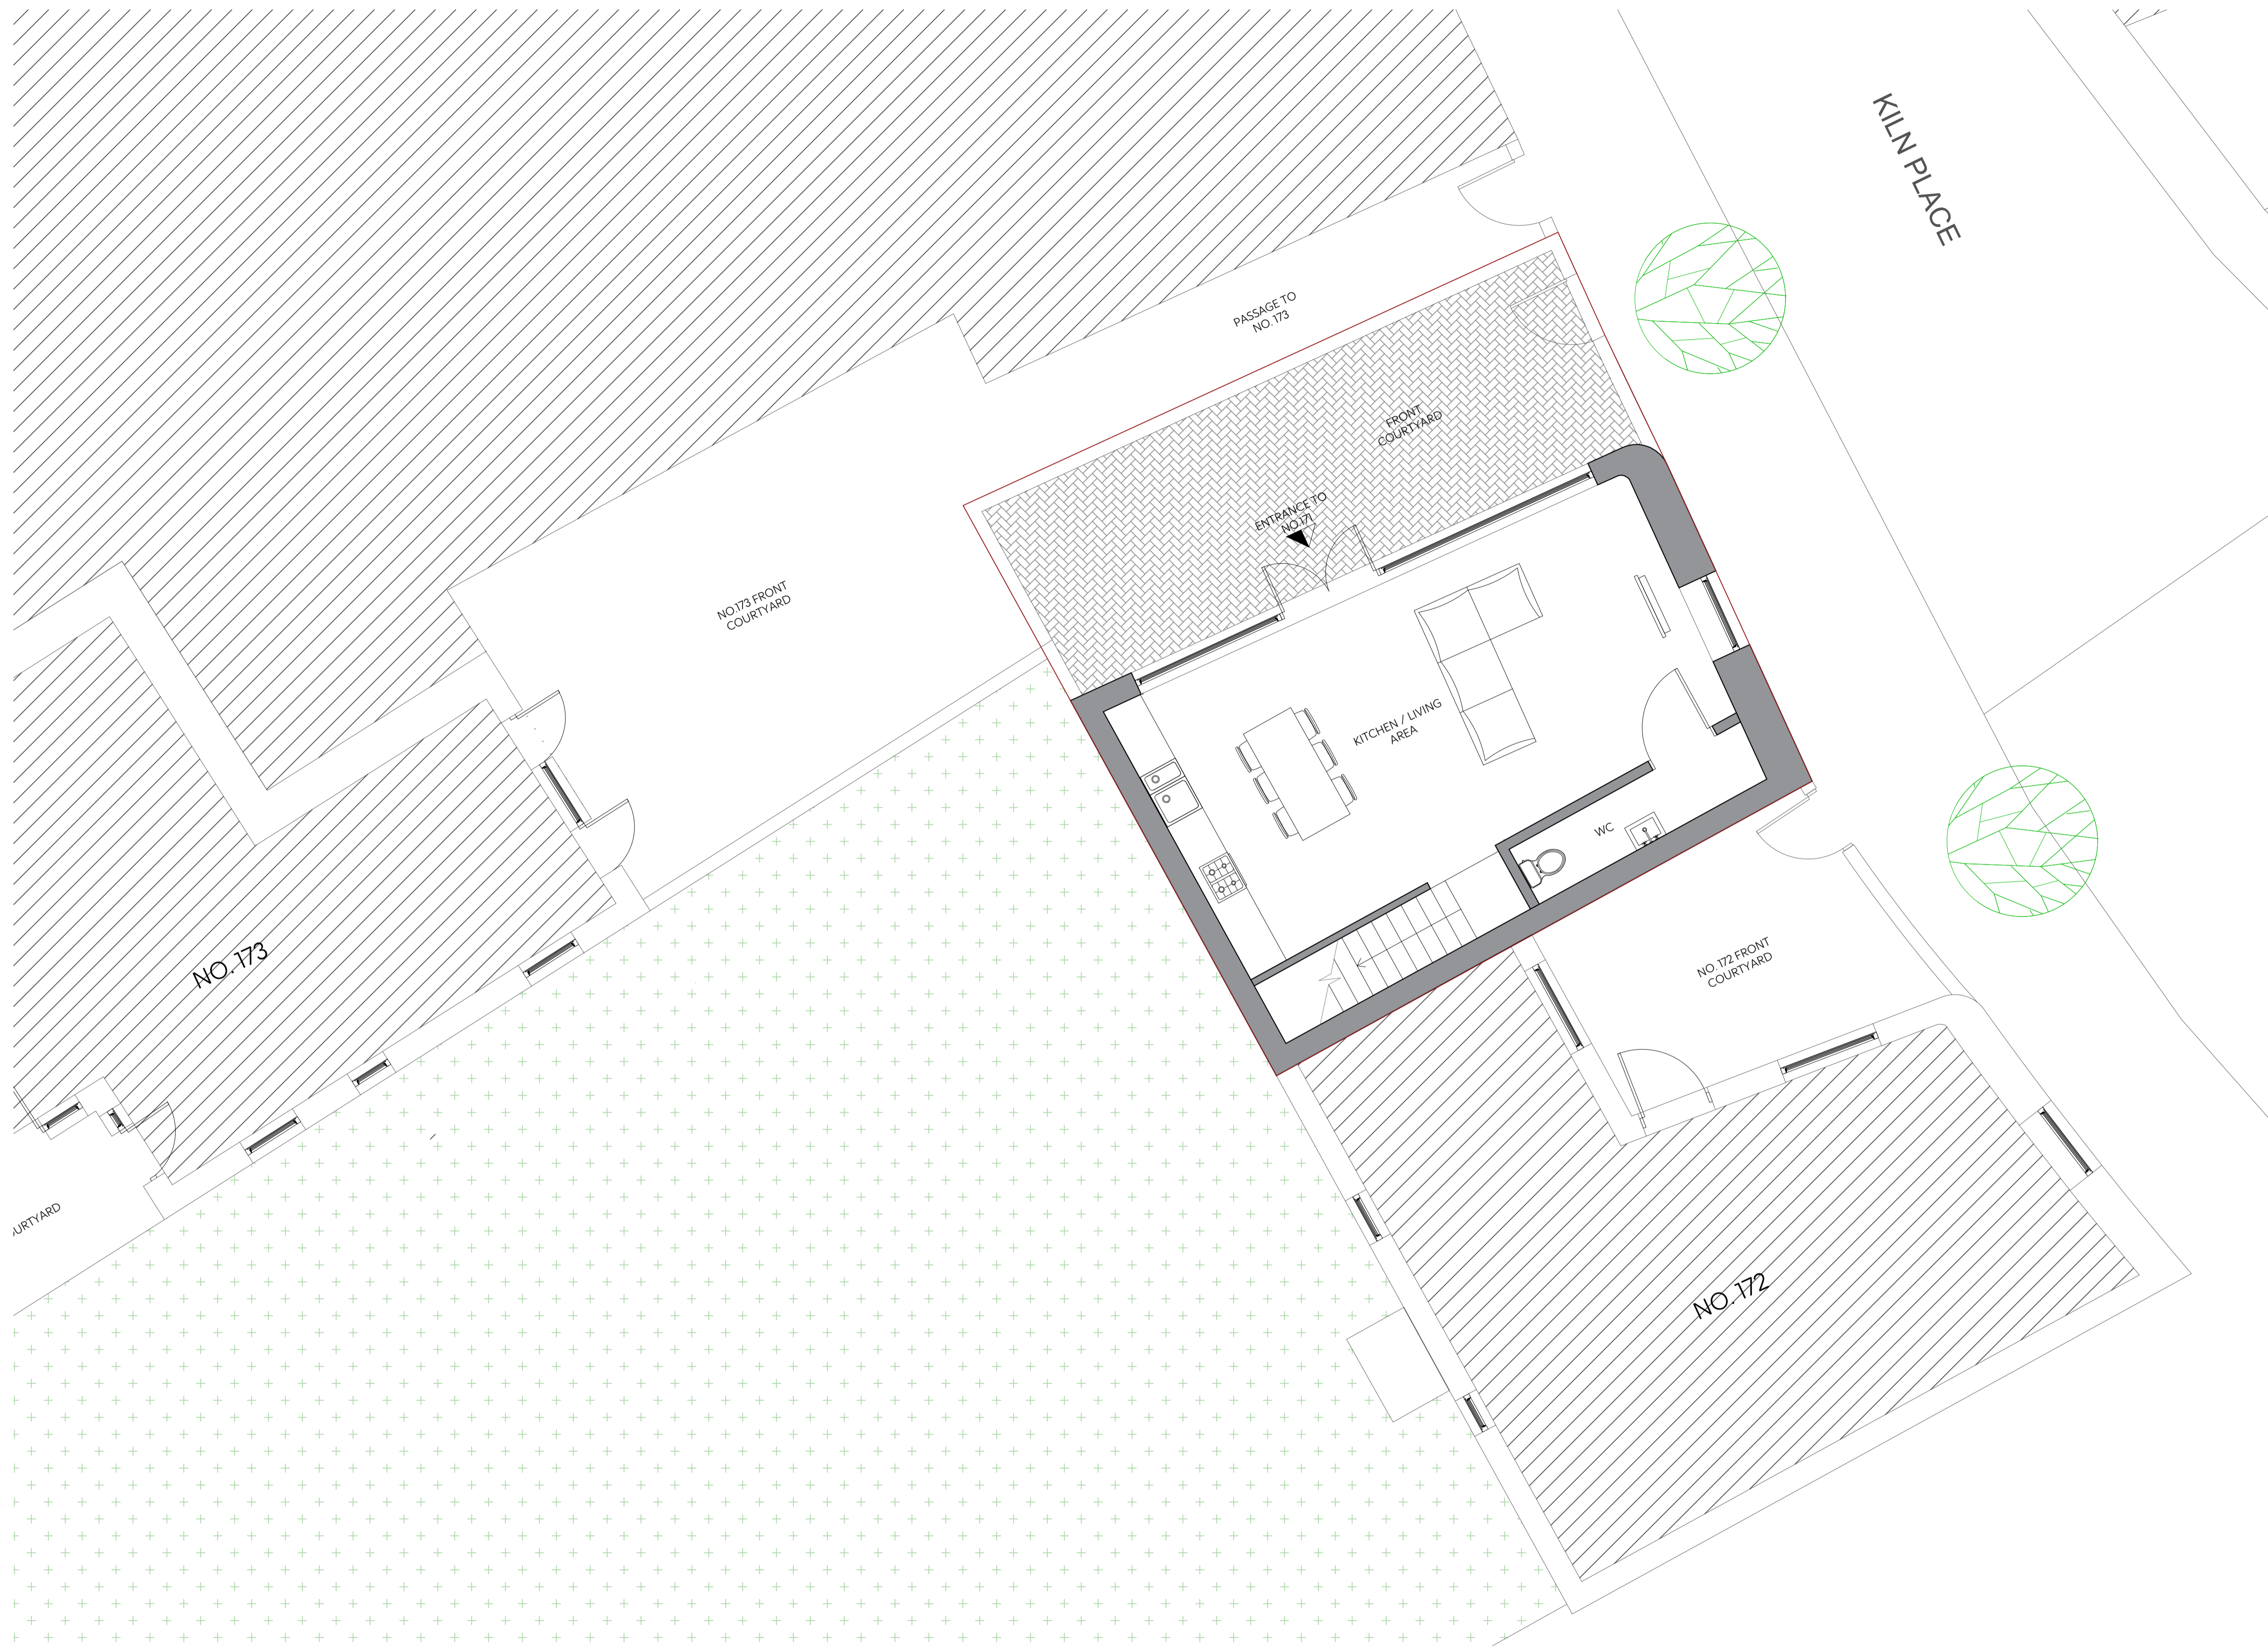 KILN PLACE
PASSAGE TO
NO. 173
FRONT
COURTYARD
ENTRANCE TO
NO.171
NO.173 FRONT
COURTYARD
KITCHEN / LIVING
AREA
WC
NO. 173
NO. 172 FRONT
COURTYARD
URTYARD
NO. 172